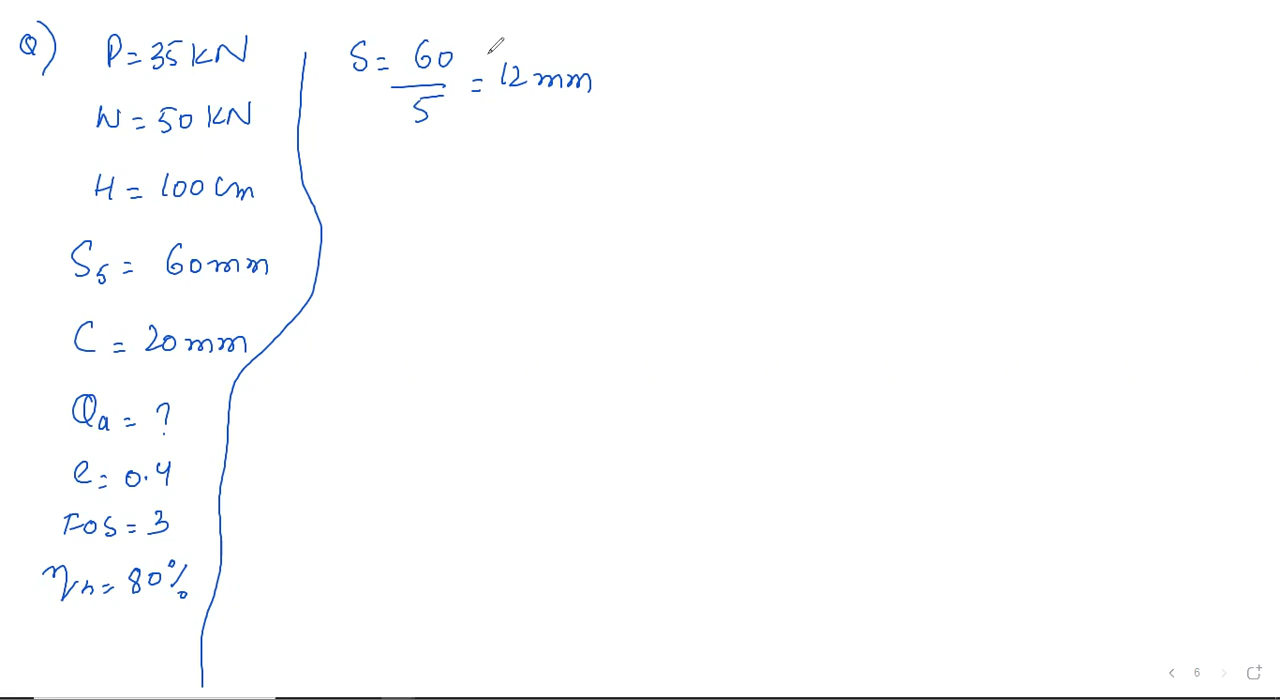 Q) P = 35 KN
W = 50 KN
H = 100 cm
S5 = 60mm
C = 20mm
Qa = ?
e = 0.4
FOS = 3
ηh = 80%
S = 60/5 = 12mm
6